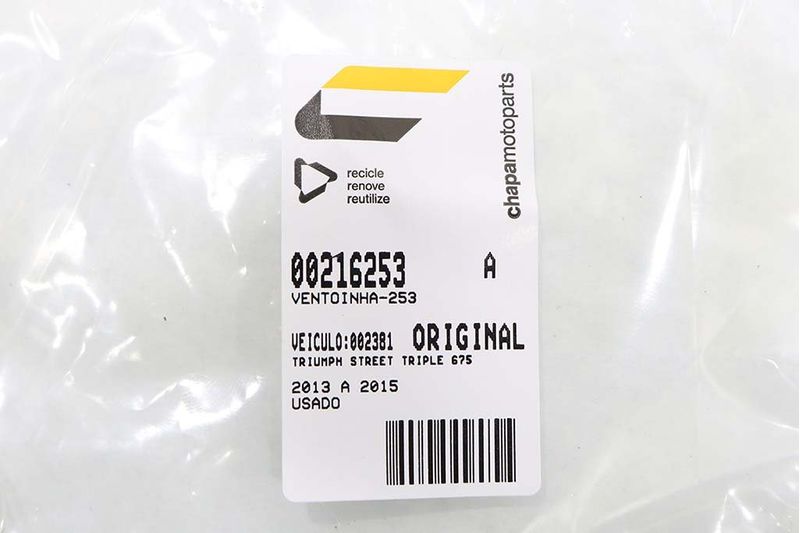 chapamotoparts
recicle
renove
reutilize
00216253 A
VENTOINHA-253
VEICULO:002381 ORIGINAL
TRIUMPH STREET TRIPLE 675
2013 A 2015
USADO